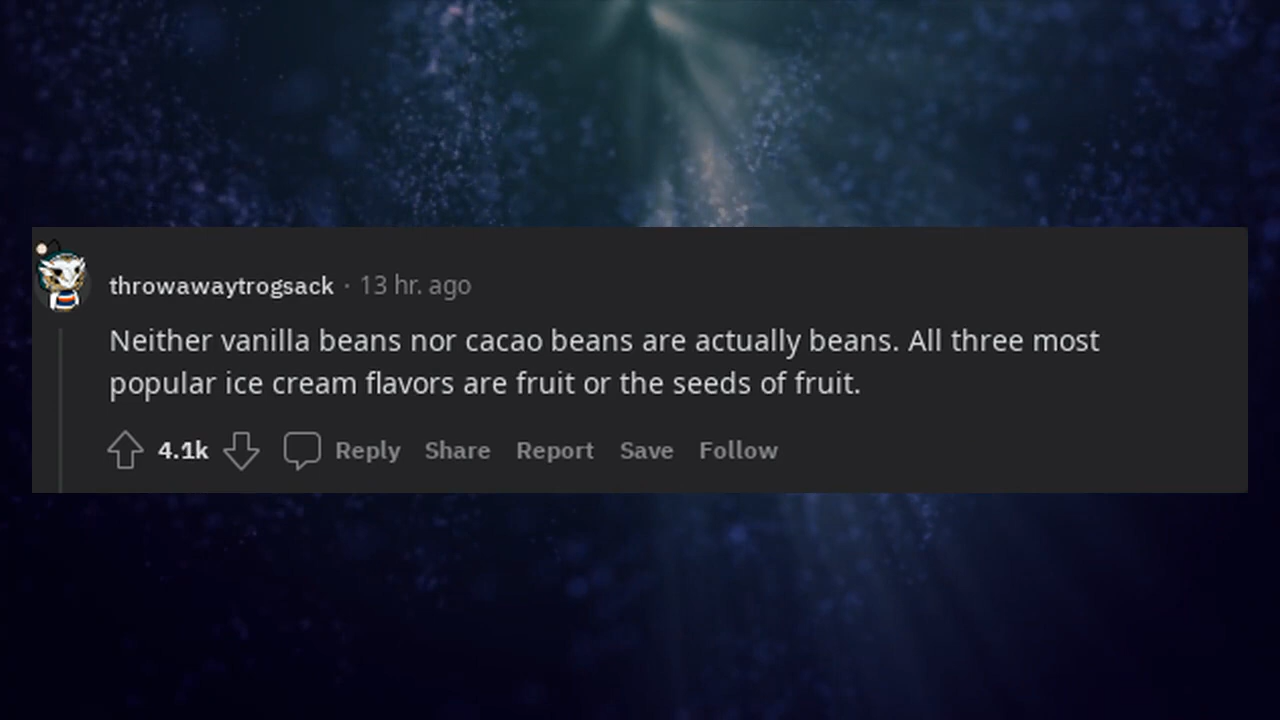 throwawaytrogsack · 13 hr. ago
Neither vanilla beans nor cacao beans are actually beans. All three most
popular ice cream flavors are fruit or the seeds of fruit.
4.1k Reply Share Report Save Follow